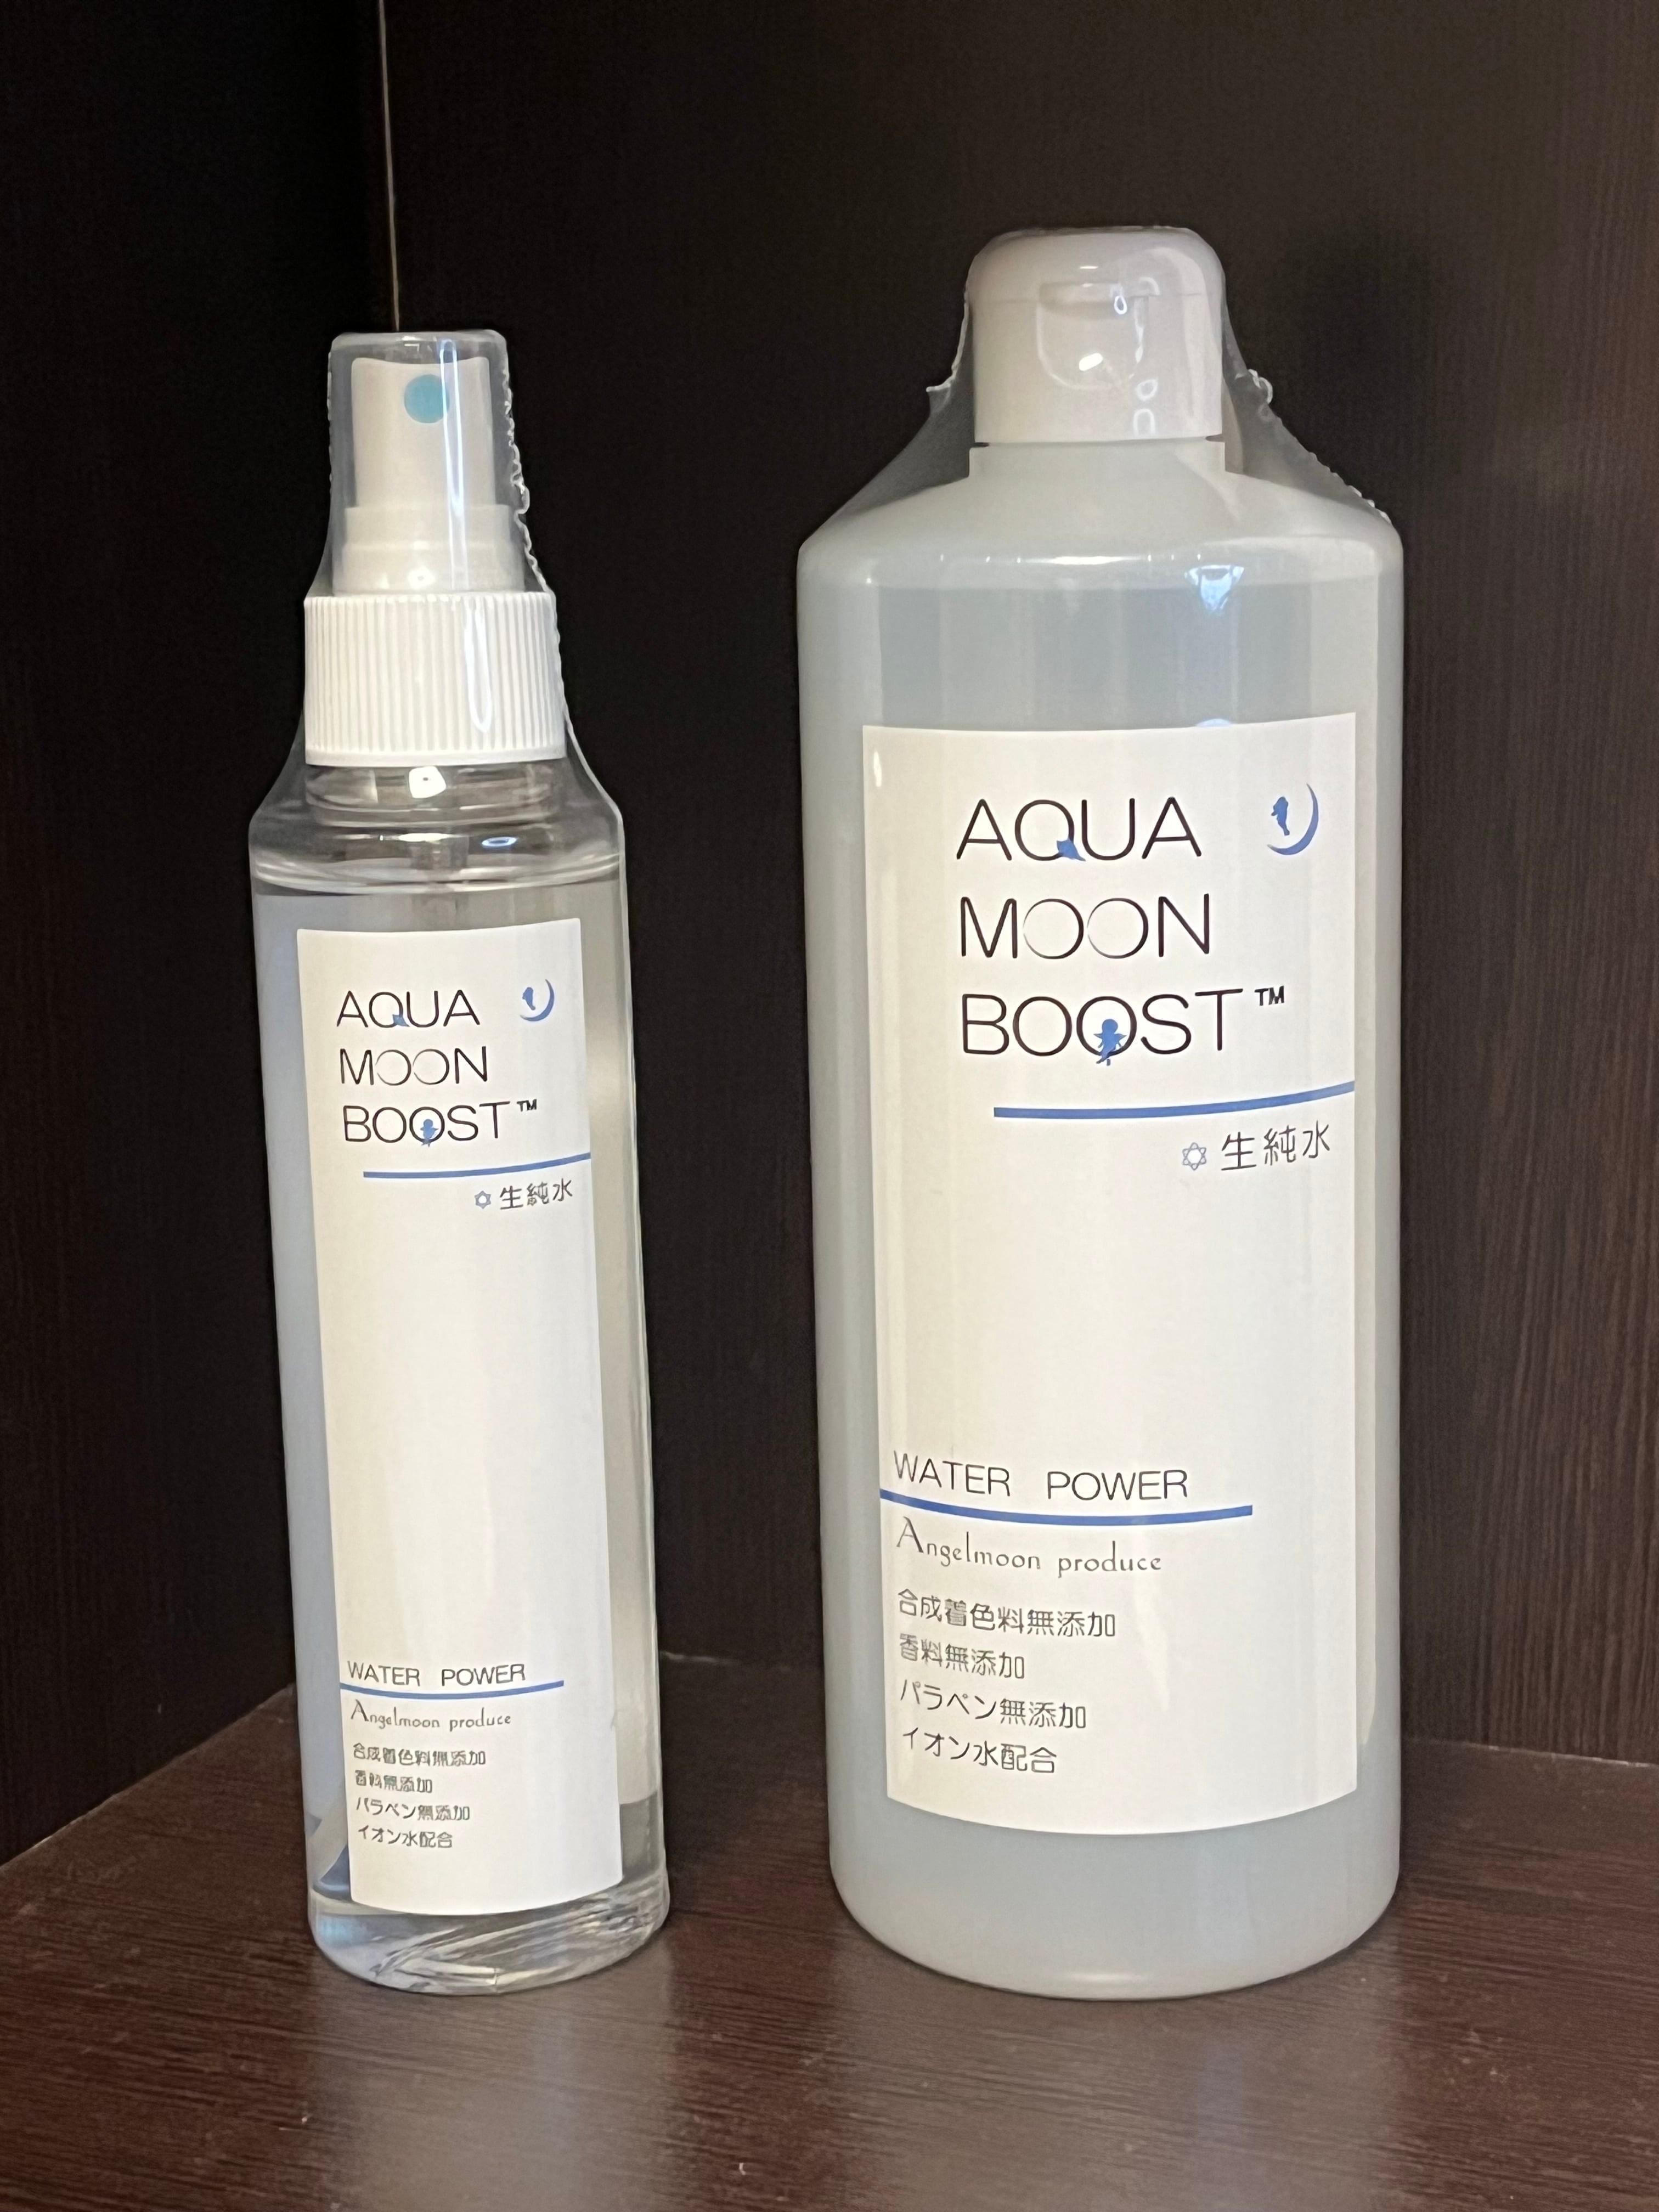 AQUA
MOON
BOOST™
生純水
WATER POWER
Angelmoon produce
合成着色料無添加
香料無添加
パラベン無添加
イオン水配合
AQUA
MOON
BOOST™
生純水
WATER POWER
Angelmoon produce
合成着色料無添加
香料無添加
パラベン無添加
イオン水配合